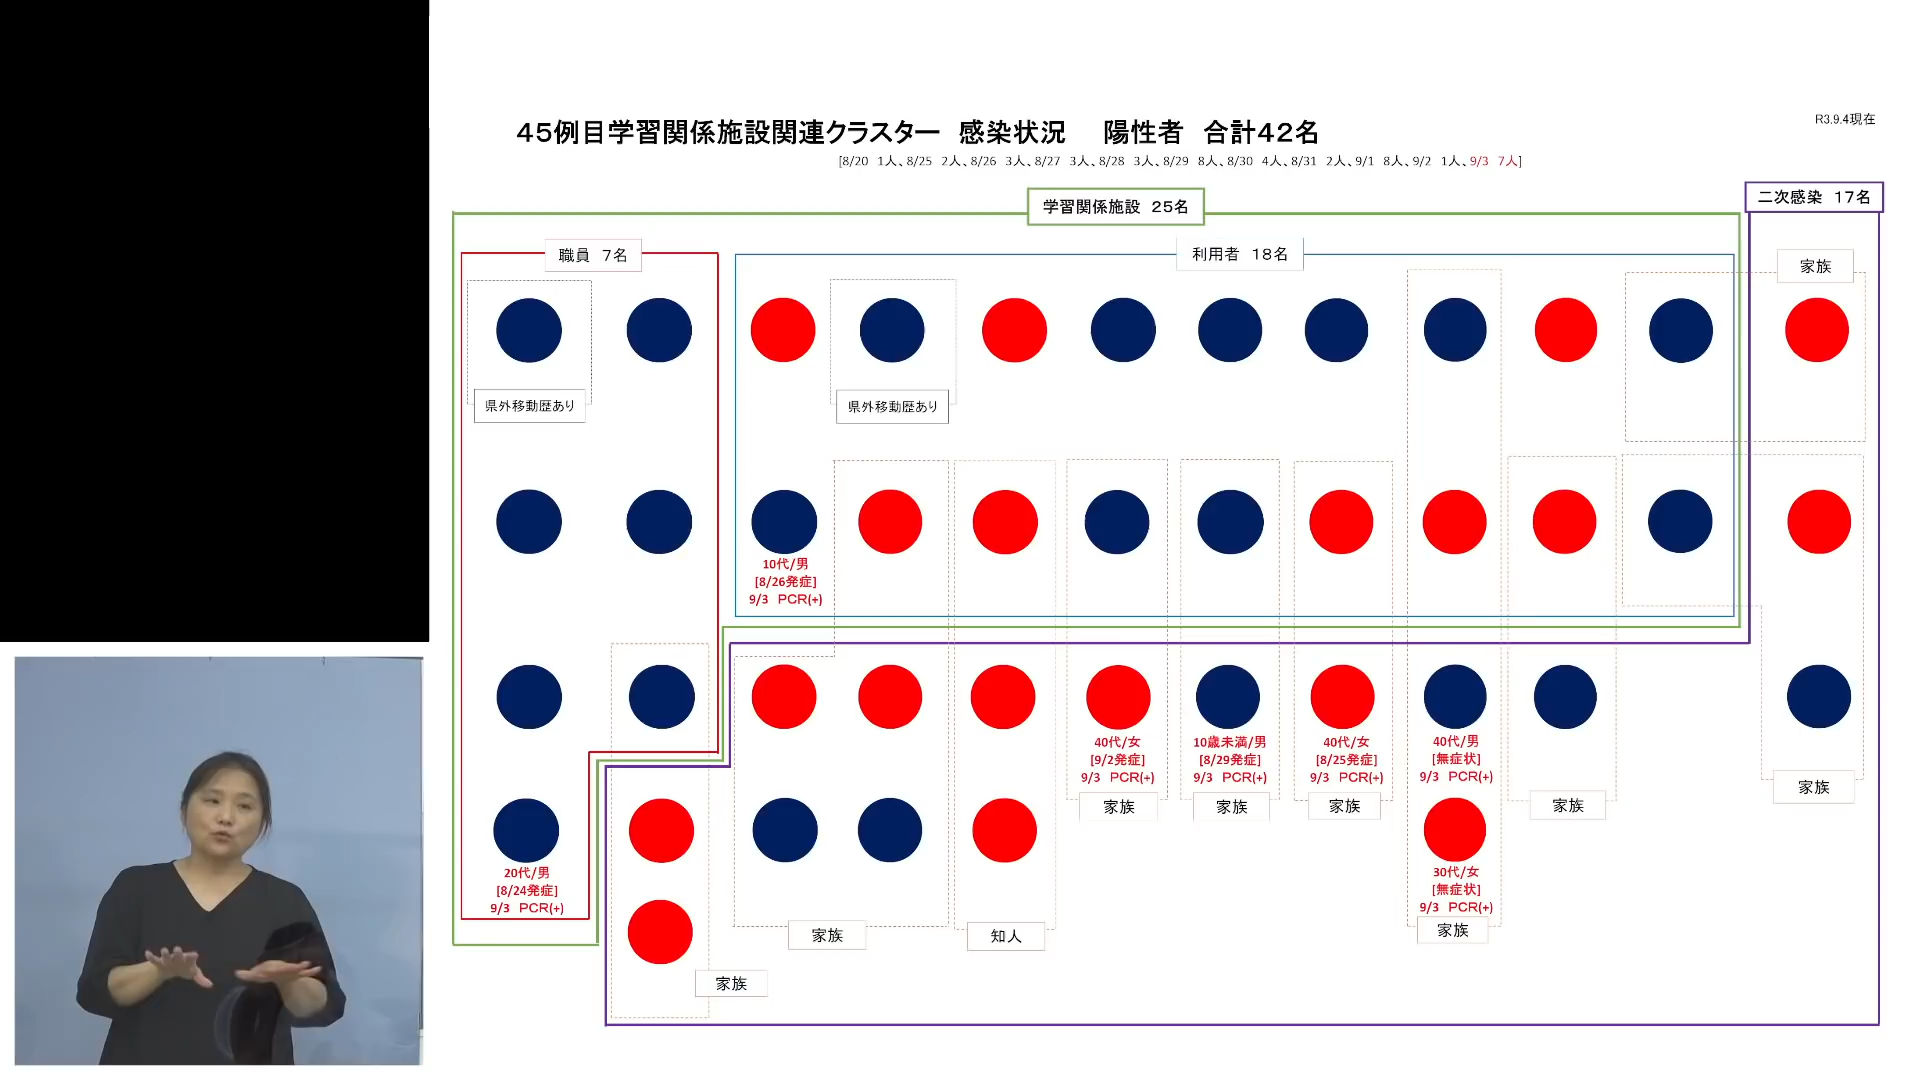 45例目学習関係施設関連クラスター　感染状況　陽性者　合計42名
R3.9.4現在
[8/20 1人、8/25 2人、8/26 3人、8/27 3人、8/28 3人、8/29 8人、8/30 4人、8/31 2人、9/1 8人、9/2 1人、9/3 7人]
学習関係施設　25名
二次感染　17名
職員　7名
利用者　18名
家族
県外移動歴あり
県外移動歴あり
10代/男
[8/26発症]
9/3 PCR(+)
40代/女
[9/2発症]
9/3 PCR(+)
家族
10歳未満/男
[8/29発症]
9/3 PCR(+)
家族
40代/女
[8/25発症]
9/3 PCR(+)
家族
40代/男
[無症状]
9/3 PCR(+)
家族
家族
20代/男
[8/24発症]
9/3 PCR(+)
30代/女
[無症状]
9/3 PCR(+)
家族
家族
知人
家族